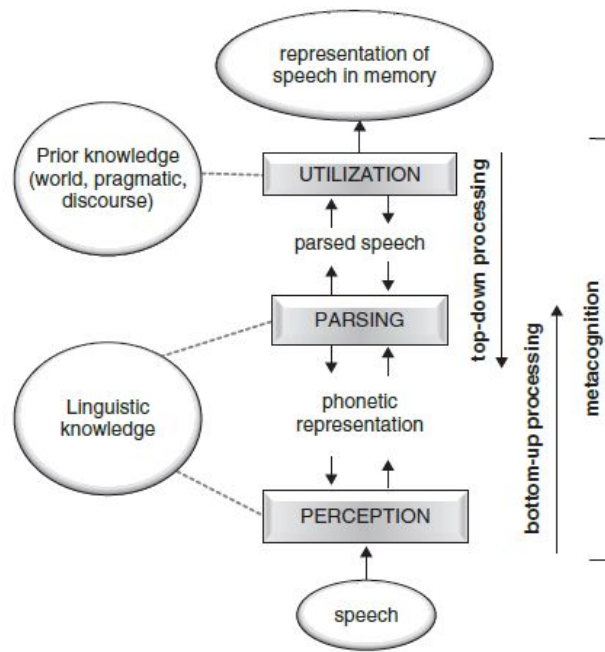 representation of
speech in memory
Prior knowledge
(world, pragmatic,
discourse)
UTILIZATION
parsed speech
PARSING
Linguistic
knowledge
phonetic
representation
PERCEPTION
speech
top-down processing
bottom-up processing
metacognition